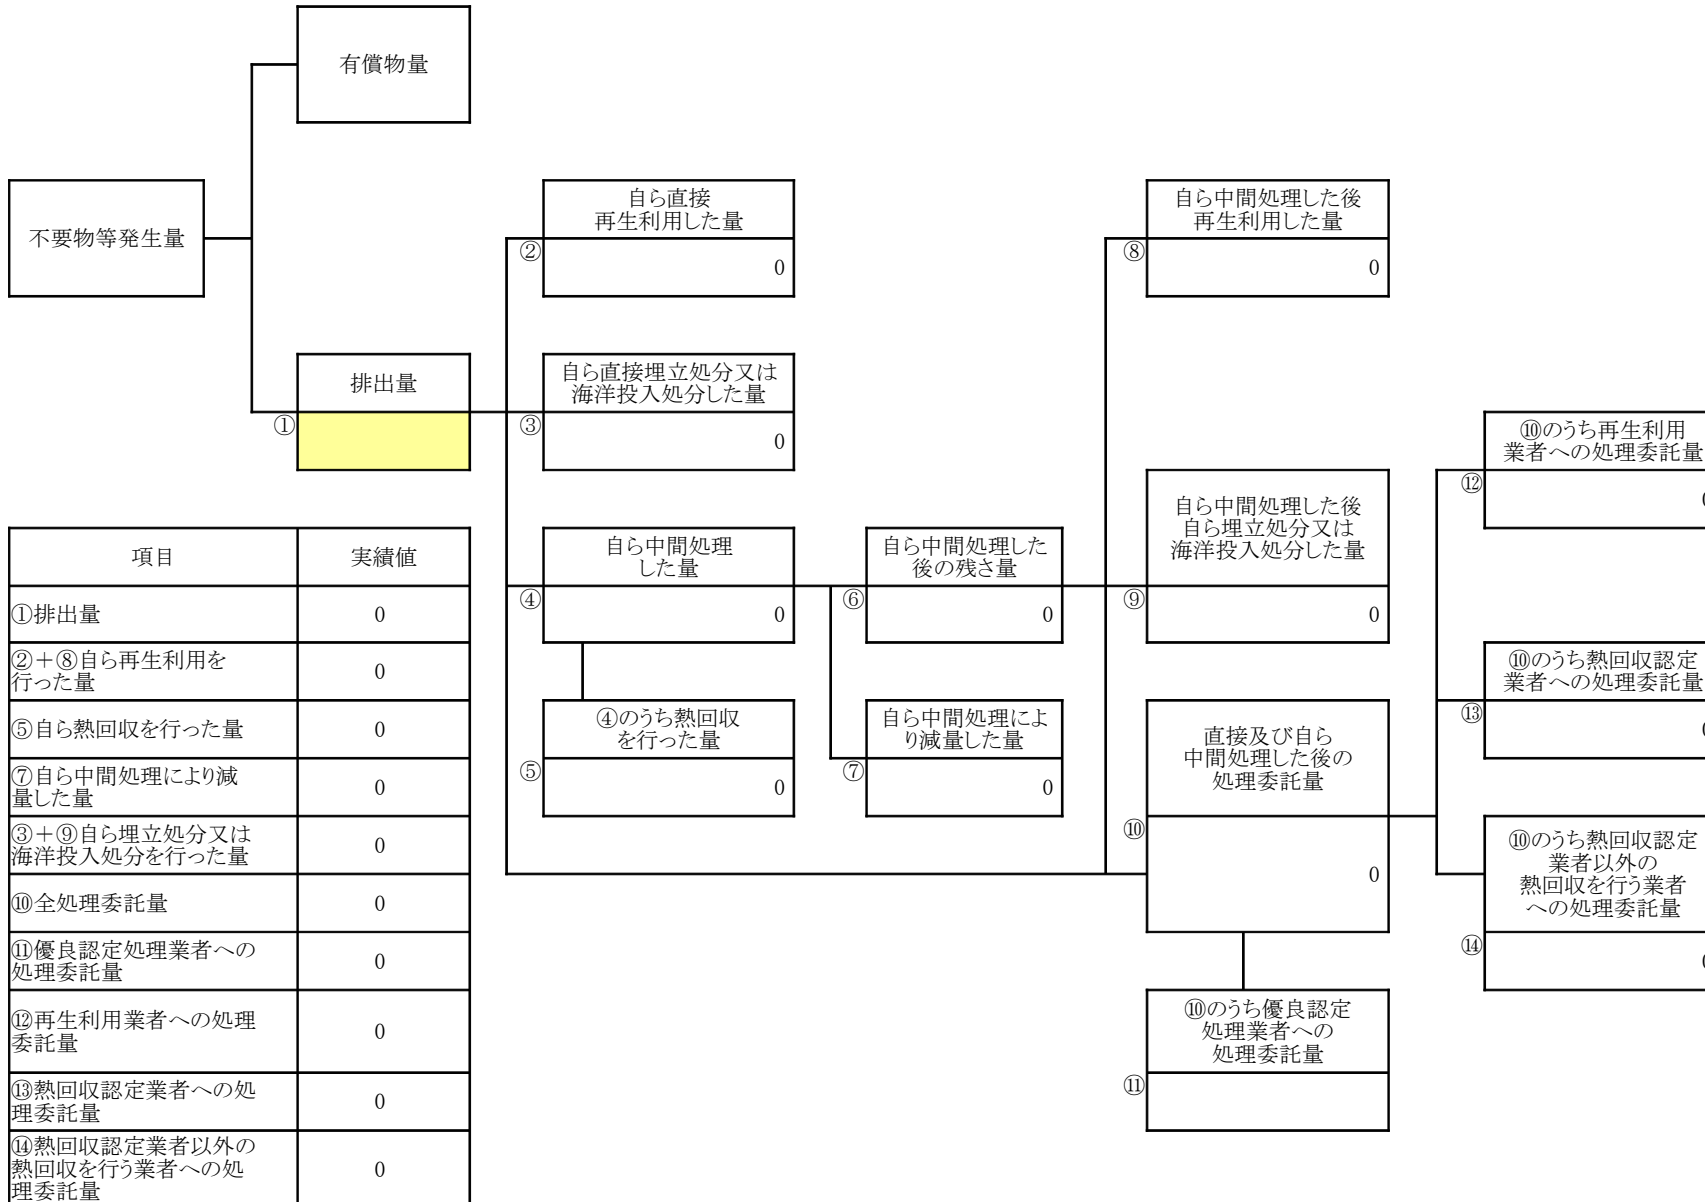 有償物量
不要物等発生量
排出量
①
自ら直接
再生利用した量
②
0
自ら直接埋立処分又は
海洋投入処分した量
③
0
自ら中間処理
した量
④
0
④のうち熱回収
を行った量
⑤
0
自ら中間処理した
後の残さ量
⑥
0
自ら中間処理によ
り減量した量
⑦
0
自ら中間処理した後
再生利用した量
⑧
0
自ら中間処理した後
自ら埋立処分又は
海洋投入処分した量
⑨
0
直接及び自ら
中間処理した後の
処理委託量
⑩
0
⑩のうち優良認定
処理業者への
処理委託量
⑪
⑩のうち再生利用
業者への処理委託量
⑫
⑩のうち熱回収認定
業者への処理委託量
⑬
⑩のうち熱回収認定
業者以外の
熱回収を行う業者
への処理委託量
⑭
項目 実績値
①排出量 0
②+⑧自ら再生利用を
行った量 0
⑤自ら熱回収を行った量 0
⑦自ら中間処理により減
量した量 0
③+⑨自ら埋立処分又は
海洋投入処分を行った量 0
⑩全処理委託量 0
⑪優良認定処理業者への
処理委託量 0
⑫再生利用業者への処理
委託量 0
⑬熱回収認定業者への処
理委託量 0
⑭熱回収認定業者以外の
熱回収を行う業者への処
理委託量 0